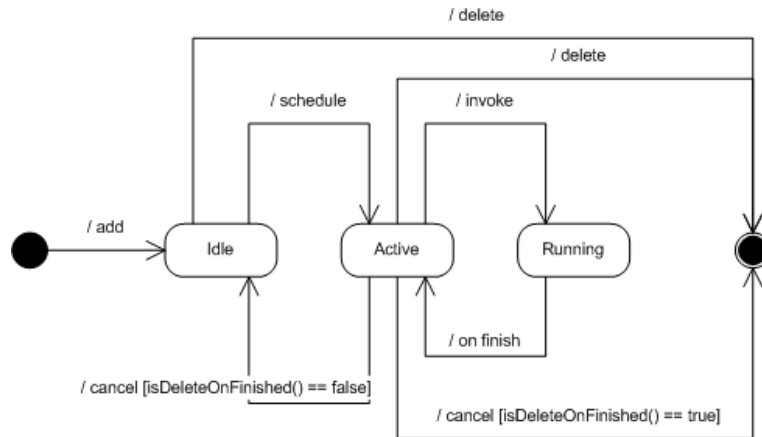 / delete
/ delete
/ schedule
/ invoke
/ add
Idle
Active
Running
/ on finish
/ cancel [isDeleteOnFinished() == false]
/ cancel [isDeleteOnFinished() == true]